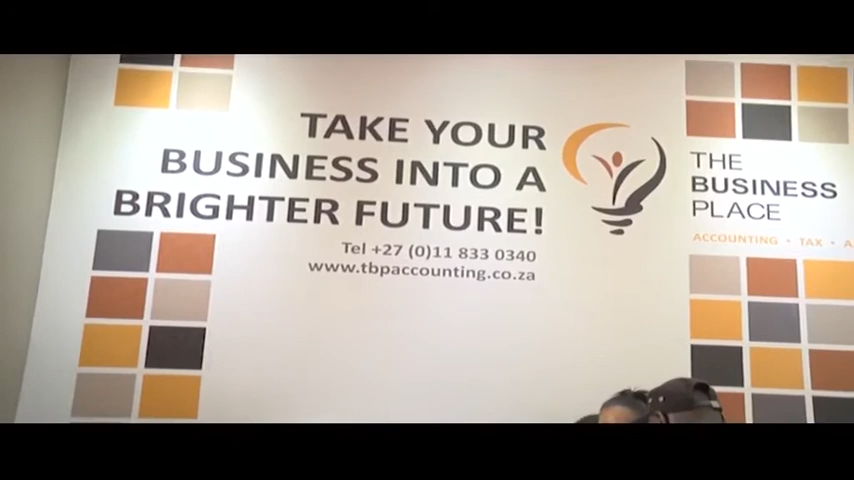 TAKE YOUR
BUSINESS INTO A
BRIGHTER FUTURE!
Tel +27 (0)11 833 0340
www.tbpaccounting.co.za
THE
BUSINESS
PLACE
ACCOUNTING • TAX •